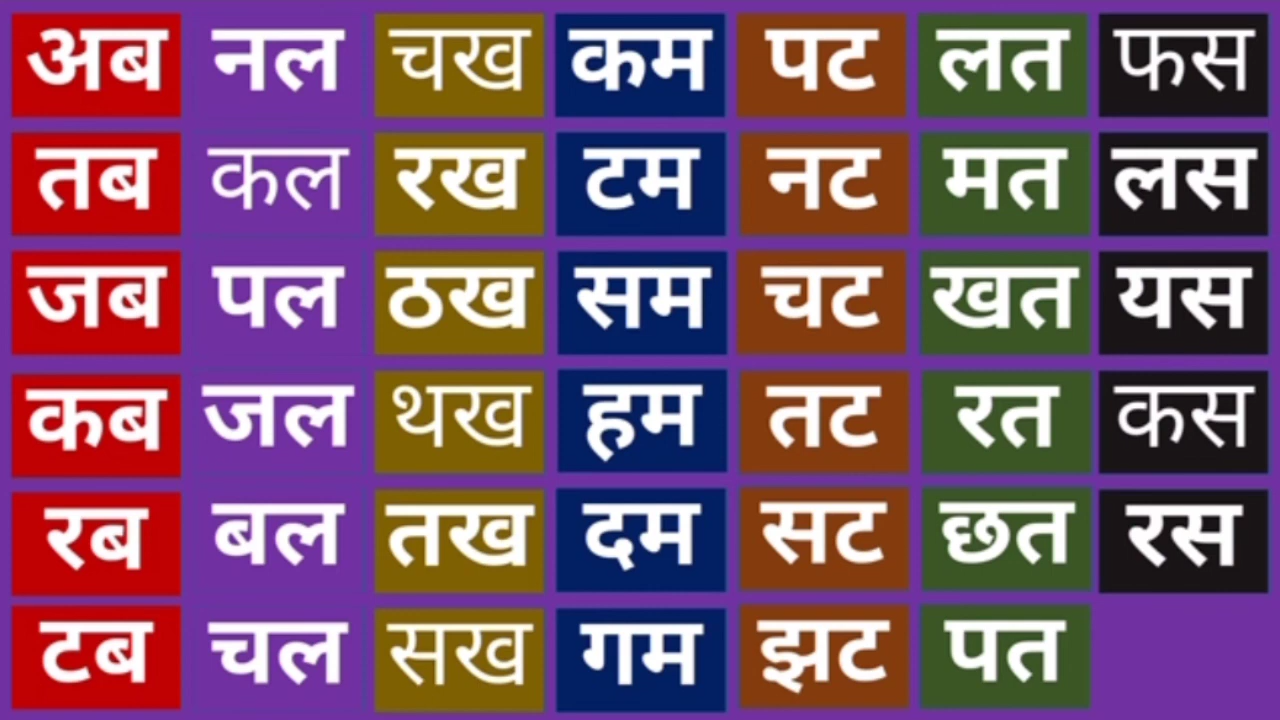 अब नल चख कम पट लत फस
तब कल रख टम नट मत लस
जब पल ठख सम चट खत यस
कब जल थख हम तट रत कस
रब बल तख दम सट छत रस
टब चल सख गम झट पत